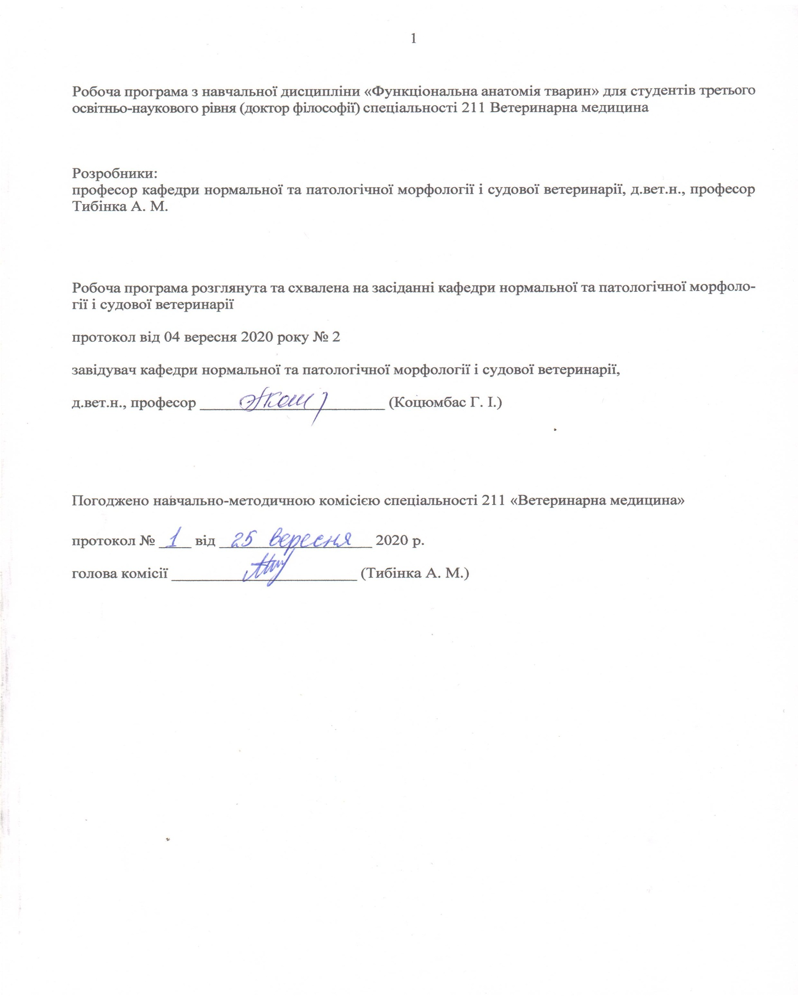 1
Робоча програма з навчальної дисципліни «Функціональна анатомія тварин» для студентів третього
освітньо-наукового рівня (доктор філософії) спеціальності 211 Ветеринарна медицина
Розробники:
професор кафедри нормальної та патологічної морфології і судової ветеринарії, д.вет.н., професор
Тибінка А. М.
Робоча програма розглянута та схвалена на засіданні кафедри нормальної та патологічної морфоло-
гії і судової ветеринарії
протокол від 04 вересня 2020 року № 2
завідувач кафедри нормальної та патологічної морфології і судової ветеринарії,
д.вет.н., професор (Коцюмбас Г. І.)
Погоджено навчально-методичною комісією спеціальності 211 «Ветеринарна медицина»
протокол № 1 від 25 вересня 2020 р.
голова комісії (Тибінка А. М.)